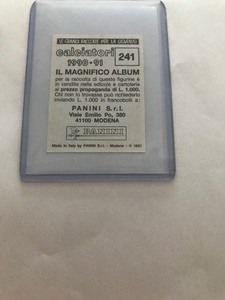 LE GRANDI RACCOLTE PER LA GIOVENTÙ
calciatori
1990-91
241
IL MAGNIFICO ALBUM
per la raccolta di queste figurine è
in vendita nelle edicole e cartolerie
al prezzo propaganda di L. 1.000.
Chi non lo trovasse può richiederlo
inviando L. 1.000 in francobolli a:
PANINI S.r.l.
Viale Emilio Po, 380
41100 MODENA
PANINI
Made in Italy by PANINI S.r.l. - Modena - ©